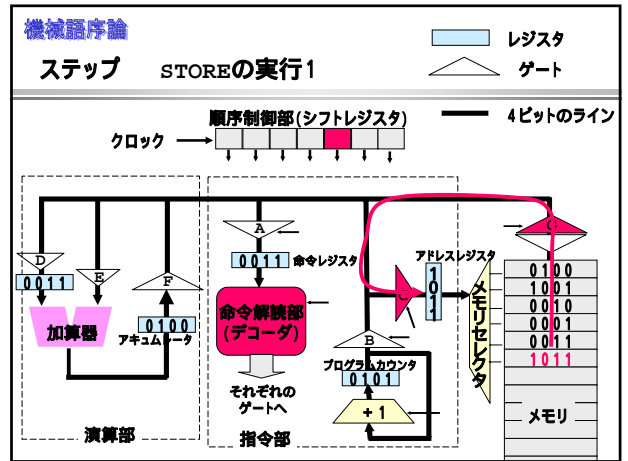 機械語序論
ステップ STOREの実行1
レジスタ
ゲート
4ビットのライン
順序制御部(シフトレジスタ)
クロック
D
0011
E
F
加算器
0100
アキュムレータ
演算部
A
0011
命令レジスタ
命令解読部
(デコーダ)
それぞれの
ゲートへ
指令部
B
プログラムカウンタ
0101
+1
アドレスレジスタ
1011
メモリセレクタ
0100
1001
0010
0001
0011
1011
メモリ